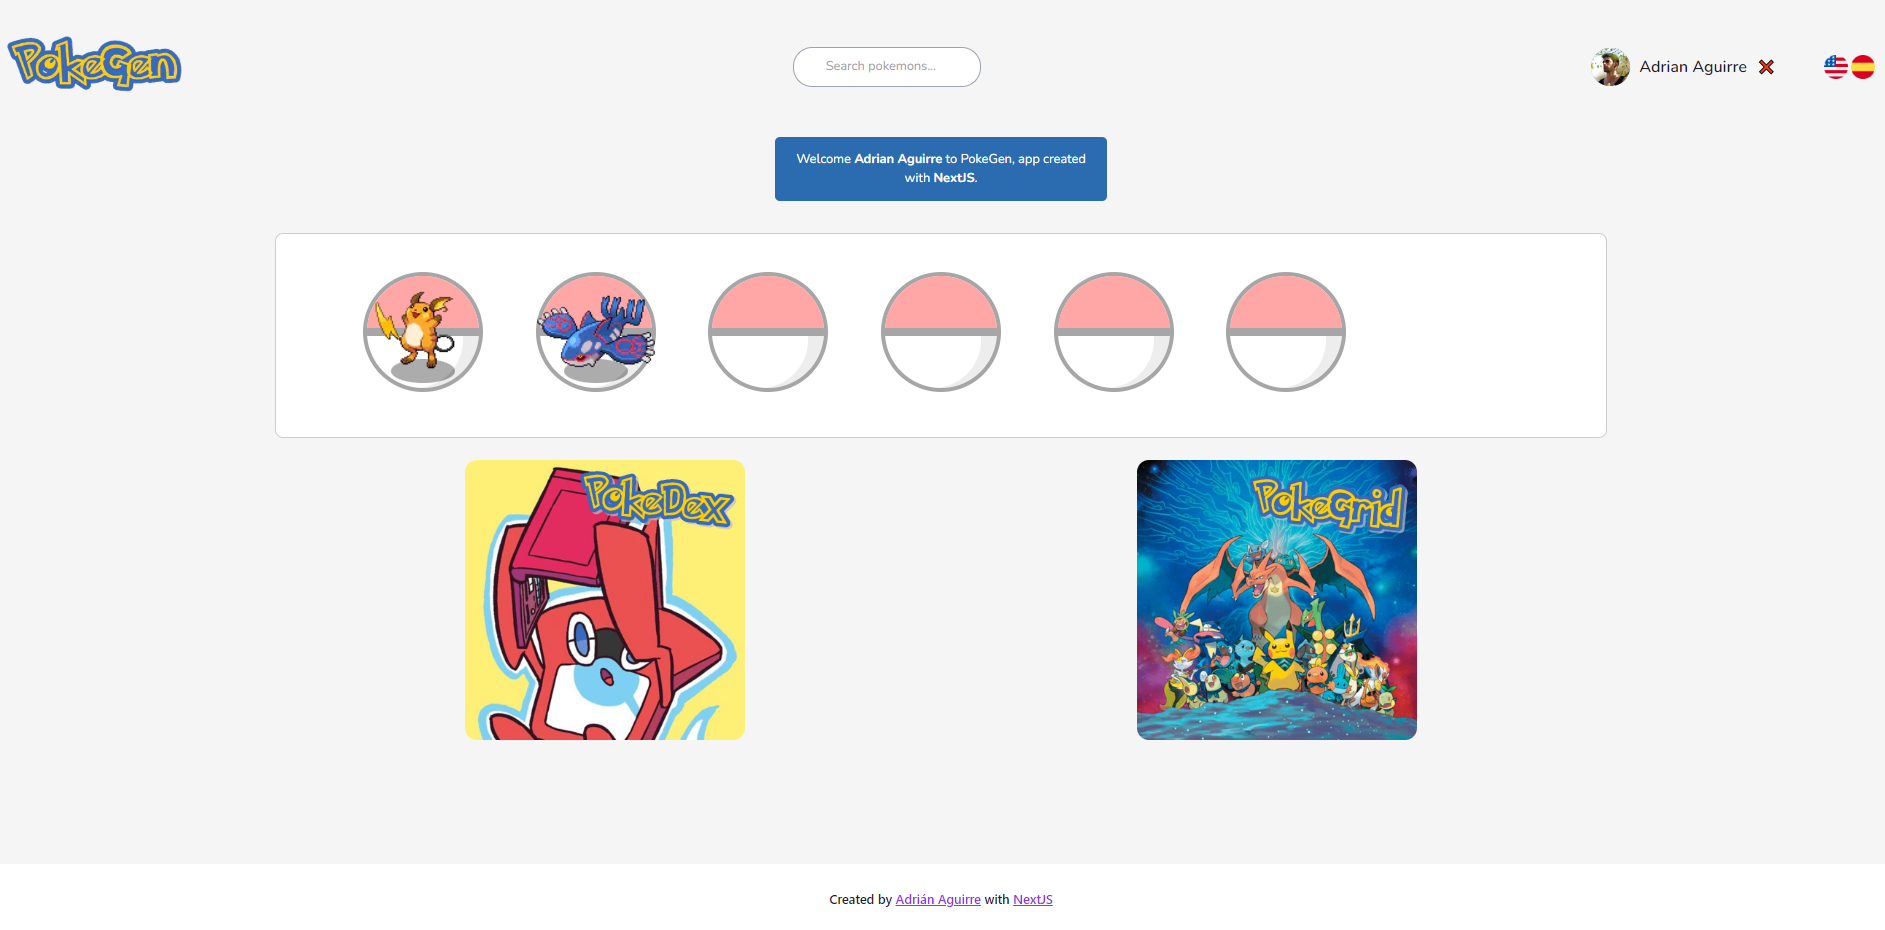 PokeGen
Search pokemons...
Adrian Aguirre
Welcome Adrian Aguirre to PokeGen, app created
with NextJS.
PokeDex
PokeGrid
Created by Adrián Aguirre with NextJS